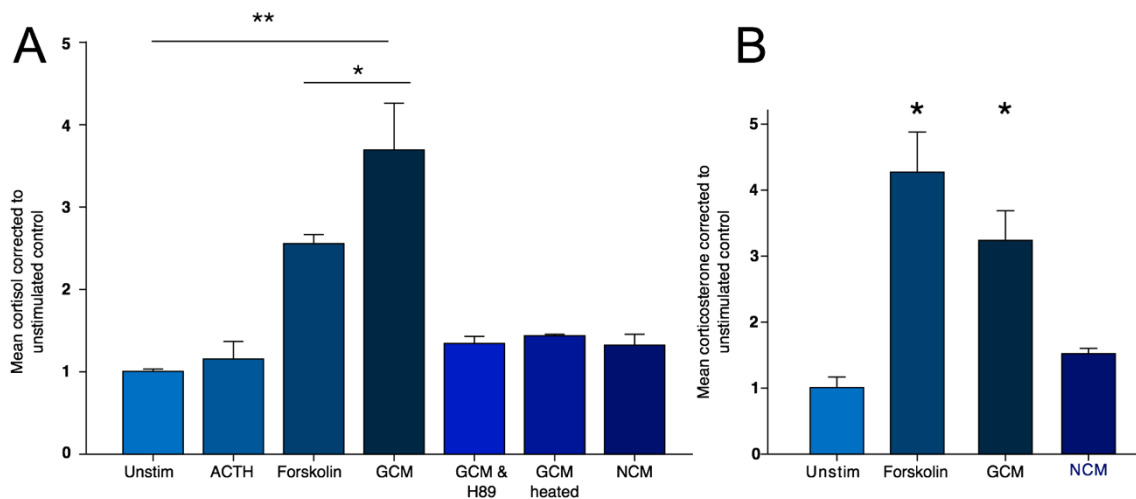 A
**
*
Mean cortisol corrected to
unstimulated control
5
4
3
2
1
0
Unstim
ACTH
Forskolin
GCM
GCM &
H89
GCM
heated
NCM
B
*
*
Mean corticosterone corrected to
unstimulated control
5
4
3
2
1
0
Unstim
Forskolin
GCM
NCM